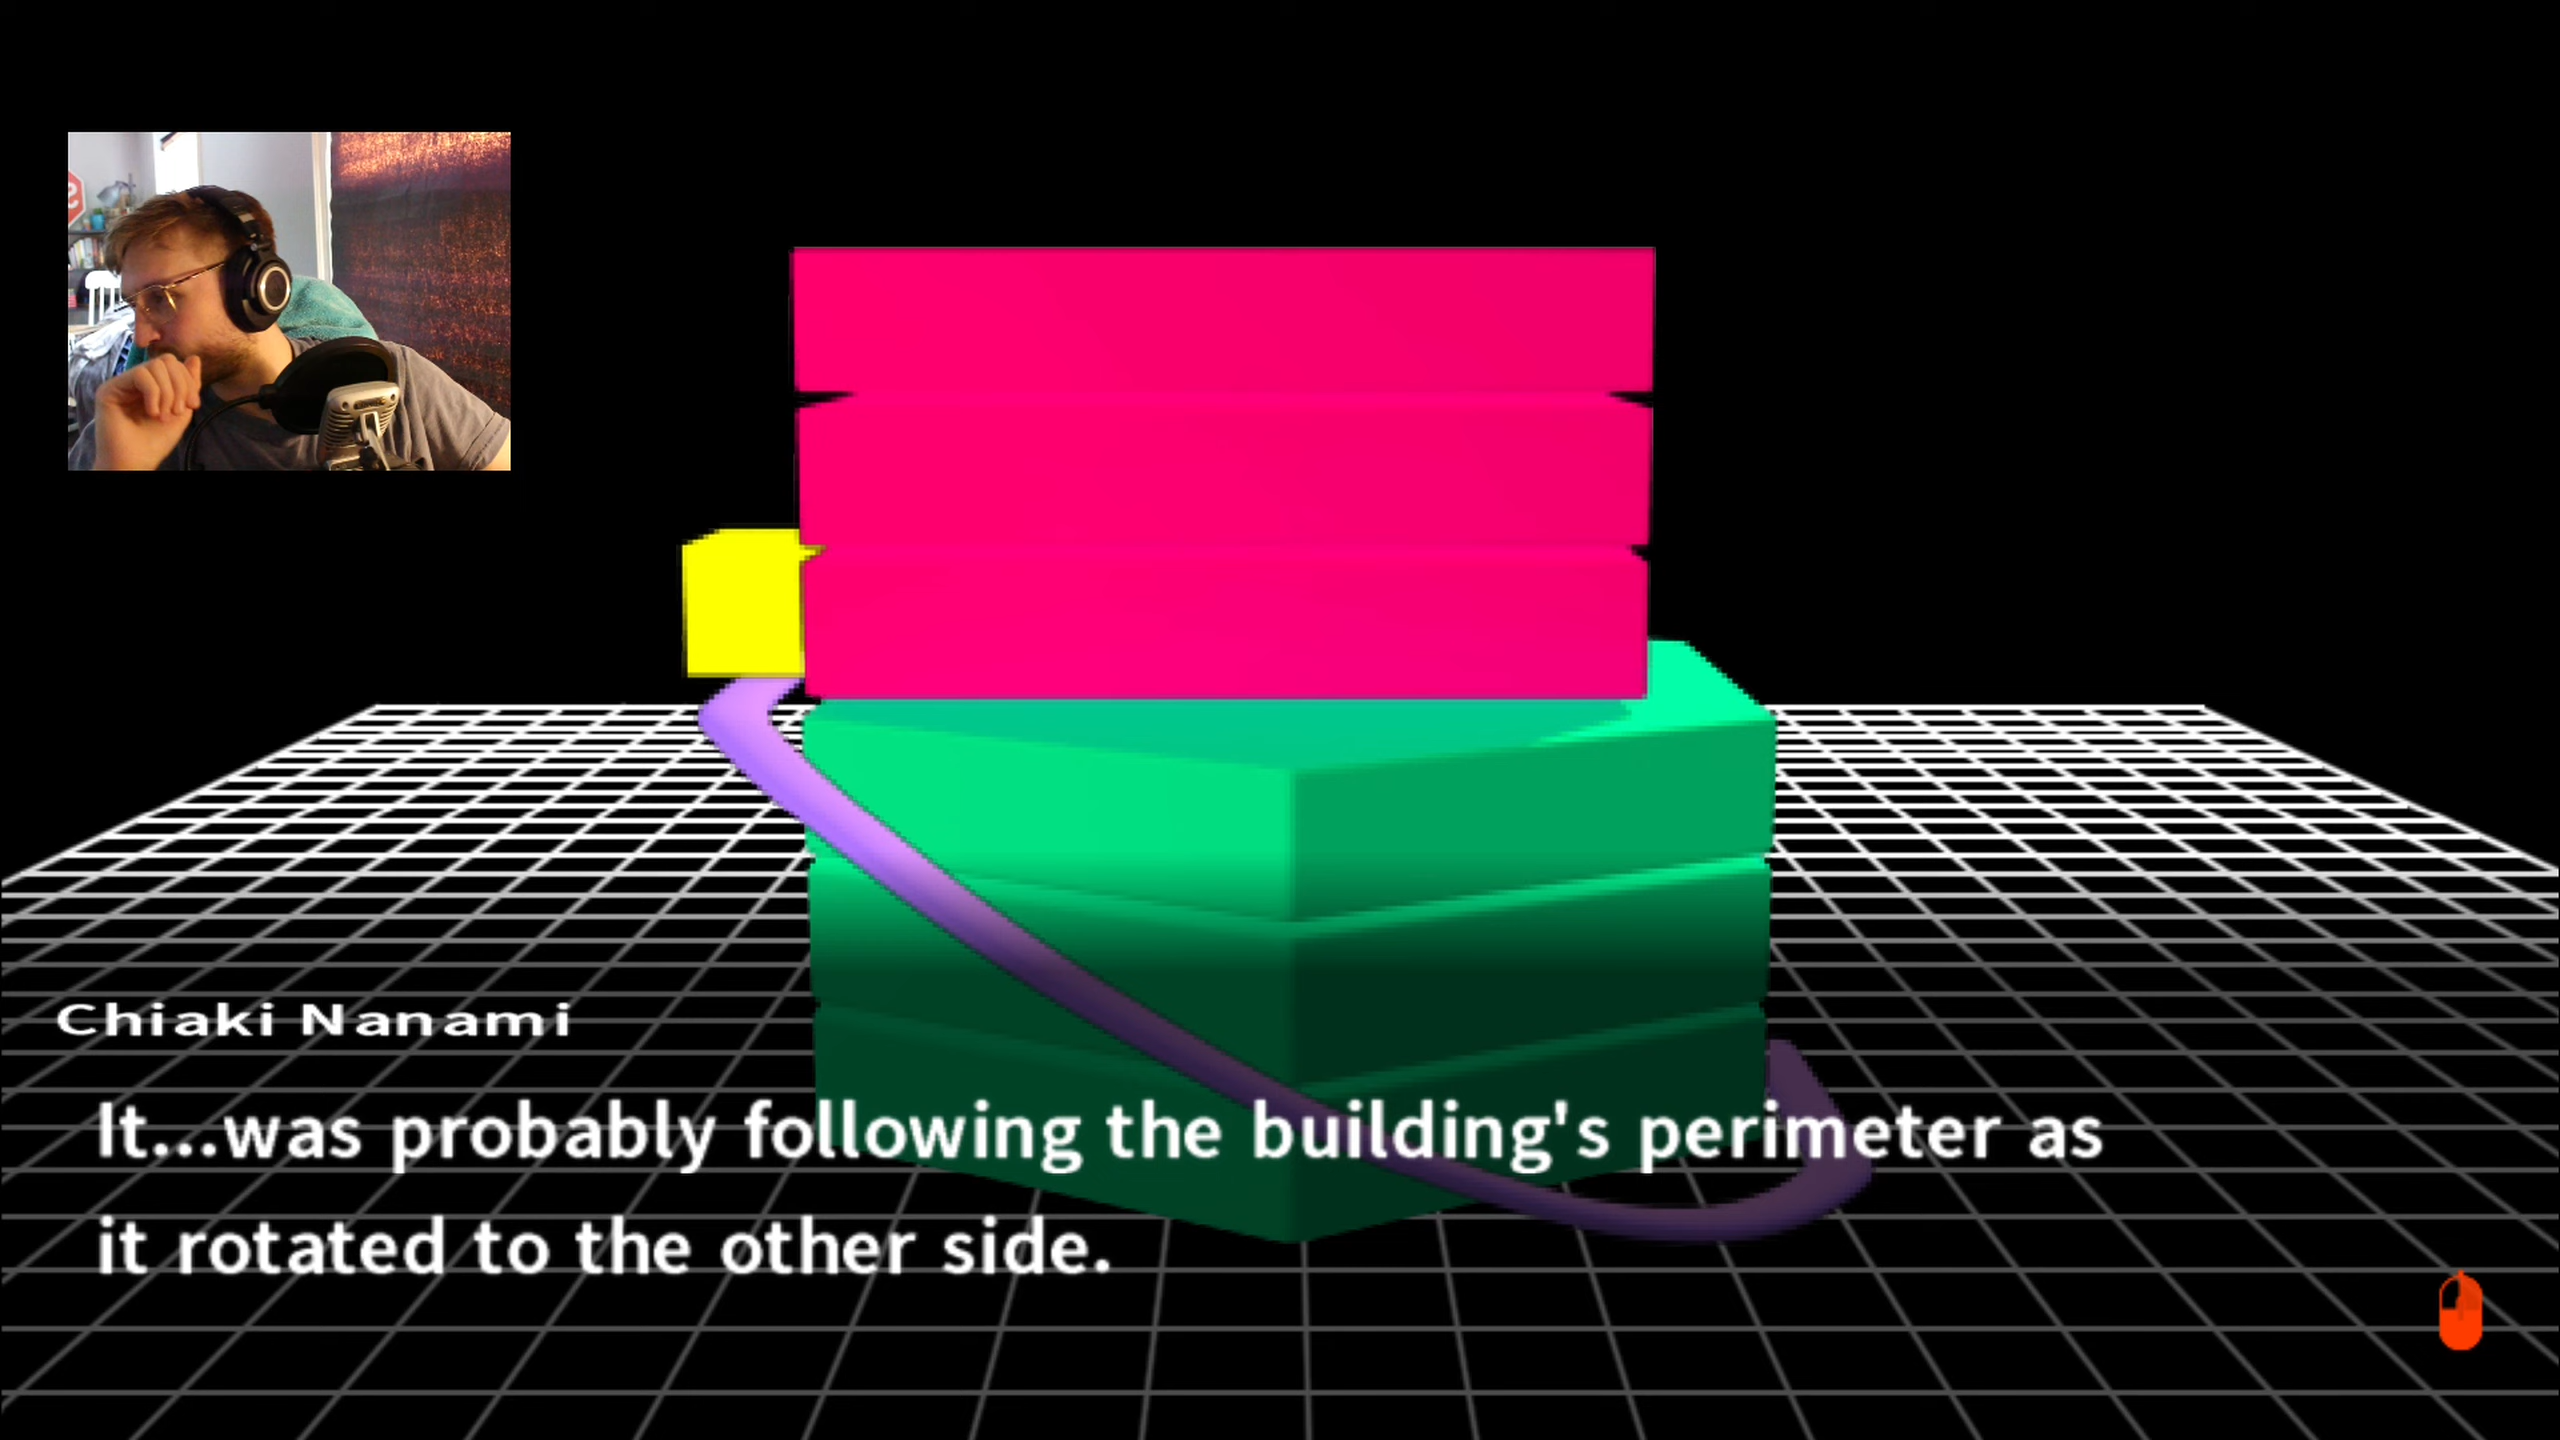 Chiaki Nanami
It...was probably following the building's perimeter as
it rotated to the other side.